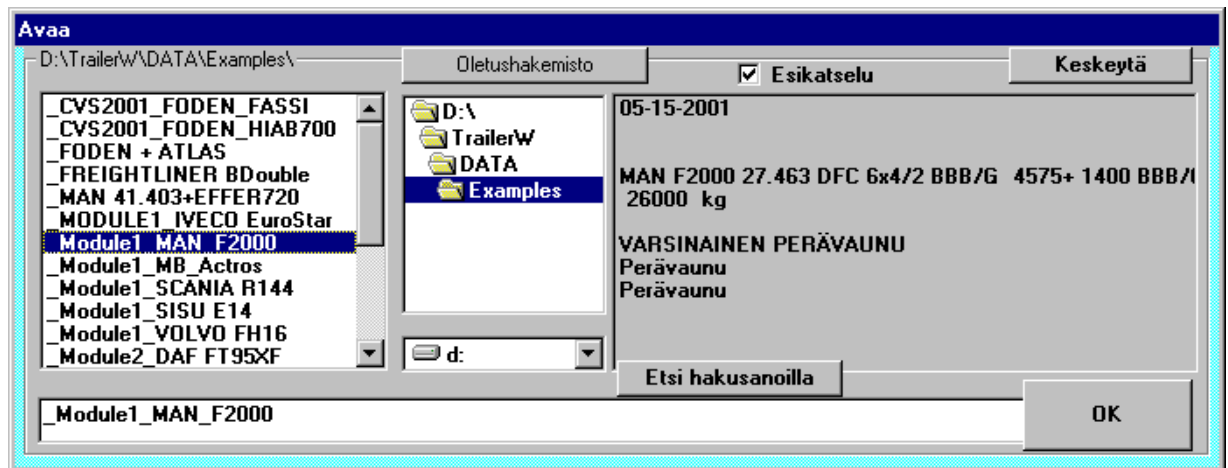 Avaa
D:\TrailerW\DATA\Examples\
Oletushakemisto
Esikatselu
Keskeytä
_CVS2001_FODEN_FASSI
_CVS2001_FODEN_HIAB700
_FODEN + ATLAS
_FREIGHTLINER BDouble
_MAN 41.403+EFFER720
_MODULE1_IVECO EuroStar
_Module1_MAN_F2000
_Module1_MB_Actros
_Module1_SCANIA R144
_Module1_SISU E14
_Module1_VOLVO FH16
_Module2_DAF FT95XF
D:\
TrailerW
DATA
Examples
d:
05-15-2001
MAN F2000 27.463 DFC 6x4/2 BBB/G 4575+ 1400 BBB/
26000 kg
VARSINAINEN PERÄVAUNU
Perävaunu
Perävaunu
Etsi hakusanoilla
_Module1_MAN_F2000
OK